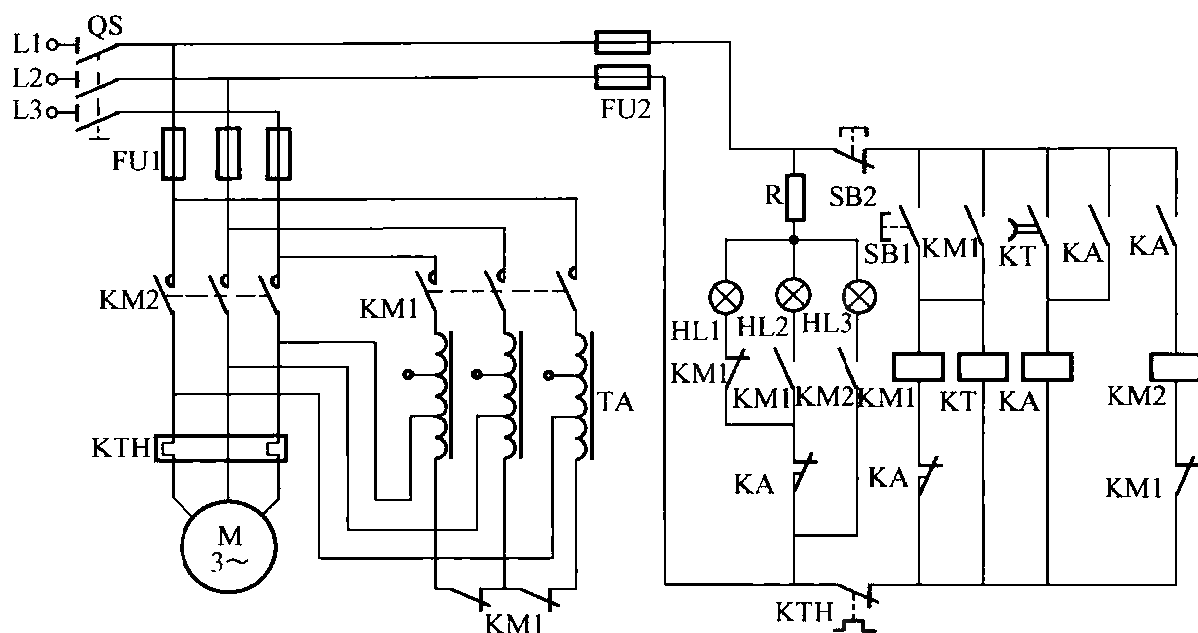 QS
L1
L2
L3
FU2
FU1
R
SB2
SB1
KM1
KT
KA
KA
KM2
KM1
HL1
HL2
HL3
KM1
KM1
KM2
KM1
KT
KA
KM2
TA
KTH
KA
KA
KM1
M
3~
KTH
KM1